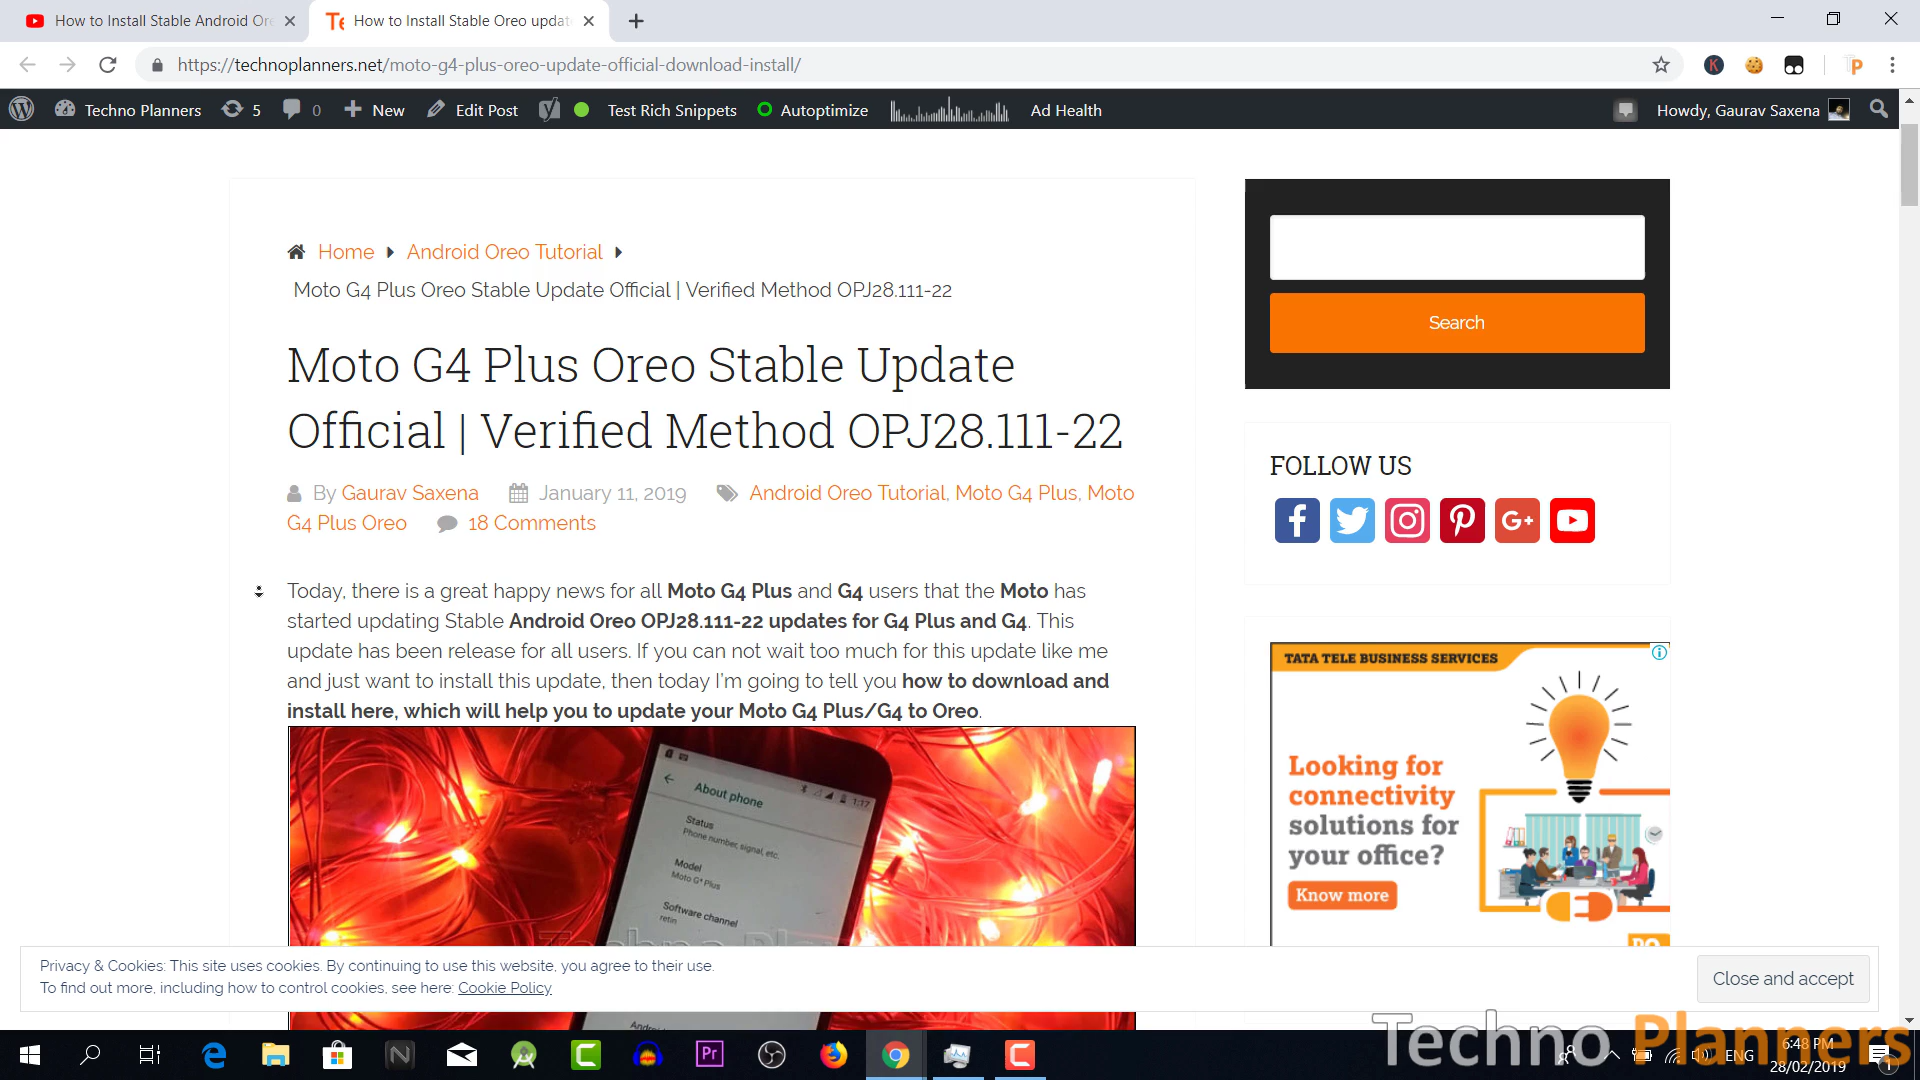 How to Install Stable Android Ore
How to Install Stable Oreo updat
https://technoplanners.net/moto-g4-plus-oreo-update-official-download-install/
Techno Planners 5 0 New Edit Post Test Rich Snippets Autoptimize Ad Health Howdy, Gaurav Saxena
Home Android Oreo Tutorial
Moto G4 Plus Oreo Stable Update Official | Verified Method OPJ28.111-22
Search
Moto G4 Plus Oreo Stable Update
Official | Verified Method OPJ28.111-22
By Gaurav Saxena January 11, 2019 Android Oreo Tutorial, Moto G4 Plus, Moto
G4 Plus Oreo 18 Comments
FOLLOW US
Today, there is a great happy news for all Moto G4 Plus and G4 users that the Moto has
started updating Stable Android Oreo OPJ28.111-22 updates for G4 Plus and G4. This
update has been release for all users. If you can not wait too much for this update like me
and just want to install this update, then today I'm going to tell you how to download and
install here, which will help you to update your Moto G4 Plus/G4 to Oreo.
TATA TELE BUSINESS SERVICES
Looking for
connectivity
solutions for
your office?
Know more
About phone
1:17
Status
Phone number, signal, etc.
Model
Moto G⁴ Plus
Software channel
retin
Privacy & Cookies: This site uses cookies. By continuing to use this website, you agree to their use.
To find out more, including how to control cookies, see here: Cookie Policy
Close and accept
Techno Planners
ENG
6:48 PM
28/02/2019